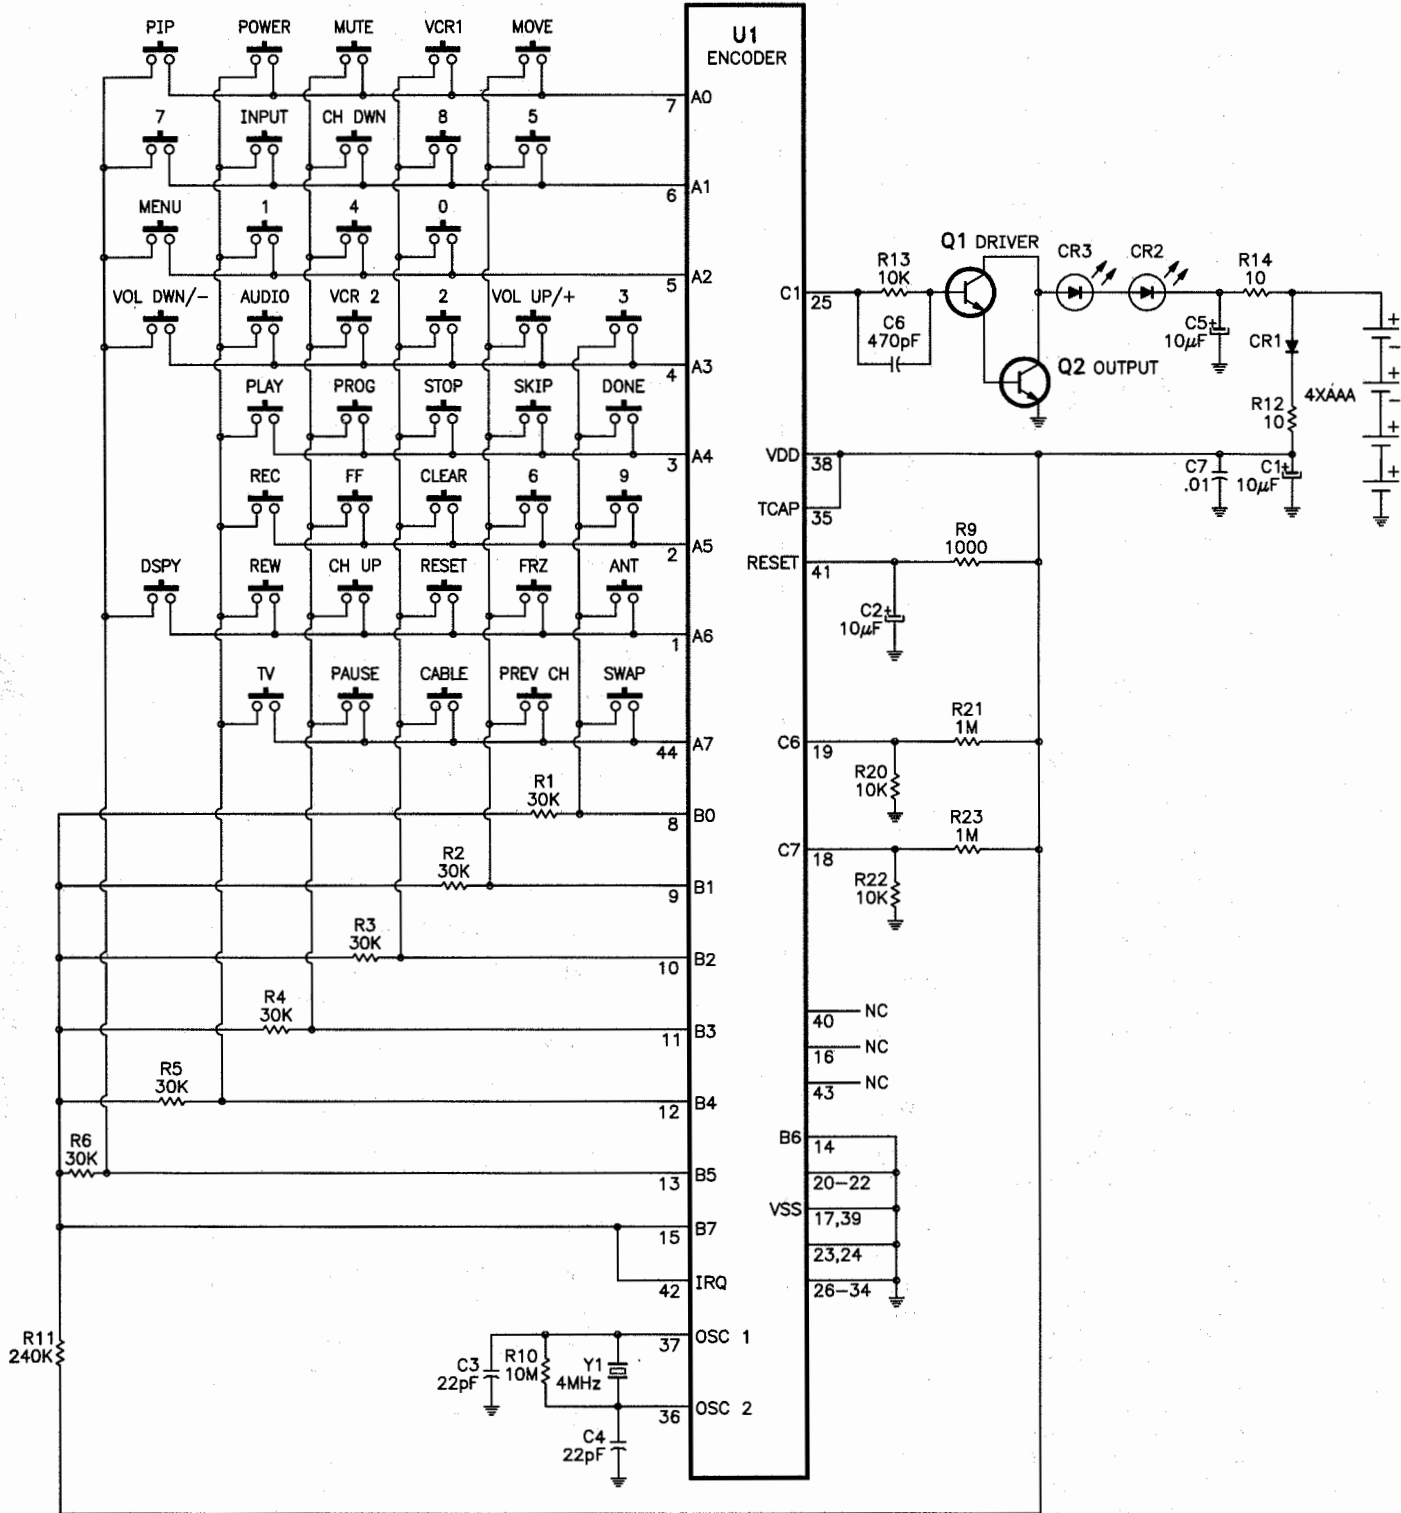 U1
ENCODER
PIP POWER MUTE VCR1 MOVE
7 A0
7 INPUT CH DWN 8 5
6 A1
MENU 1 4 0
5 A2
VOL DWN/- AUDIO VCR 2 2 VOL UP/+ 3
4 A3
PLAY PROG STOP SKIP DONE
3 A4
REC FF CLEAR 6 9
2 A5
DSPY REW CH UP RESET FRZ ANT
1 A6
TV PAUSE CABLE PREV CH SWAP
44 A7
R1
30K
8 B0
R2
30K
9 B1
R3
30K
10 B2
R4
30K
11 B3
R5
30K
12 B4
R6
30K
13 B5
15 B7
42 IRQ
R11
240K
37 OSC 1
C3
22pF
R10
10M
Y1
4MHz
36 OSC 2
C4
22pF
C1
25
R13
10K
C6
470pF
Q1 DRIVER
Q2 OUTPUT
CR3
CR2
R14
10
C5+
10µF
CR1
R12
10
+
-
+
-
+
+
4XAAA
VDD
38
C7
.01
C1+
10µF
TCAP
35
RESET
41
R9
1000
C2+
10µF
C6
19
R21
1M
R20
10K
C7
18
R23
1M
R22
10K
40 NC
16 NC
43 NC
B6
14
20-22
VSS
17,39
23,24
26-34